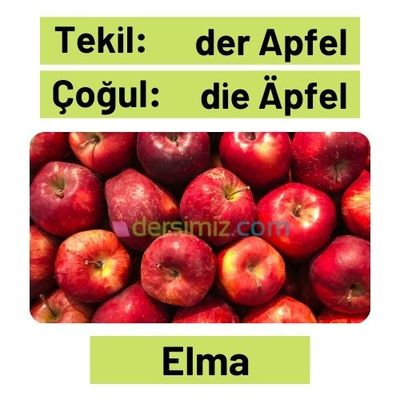 Tekil: der Apfel
Çoğul: die Äpfel
dersimiz.com
Elma